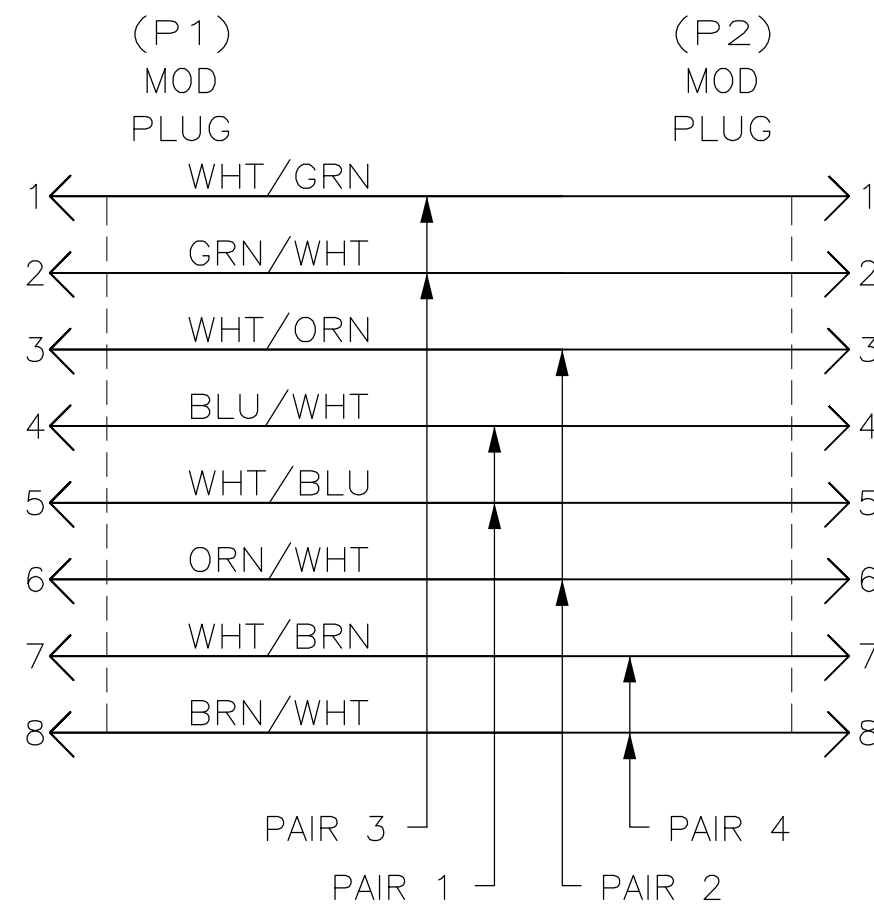 (P1) (P2)
MOD MOD
PLUG PLUG
1 WHT/GRN 1
2 GRN/WHT 2
3 WHT/ORN 3
4 BLU/WHT 4
5 WHT/BLU 5
6 ORN/WHT 6
7 WHT/BRN 7
8 BRN/WHT 8
PAIR 3 PAIR 4
PAIR 1 PAIR 2